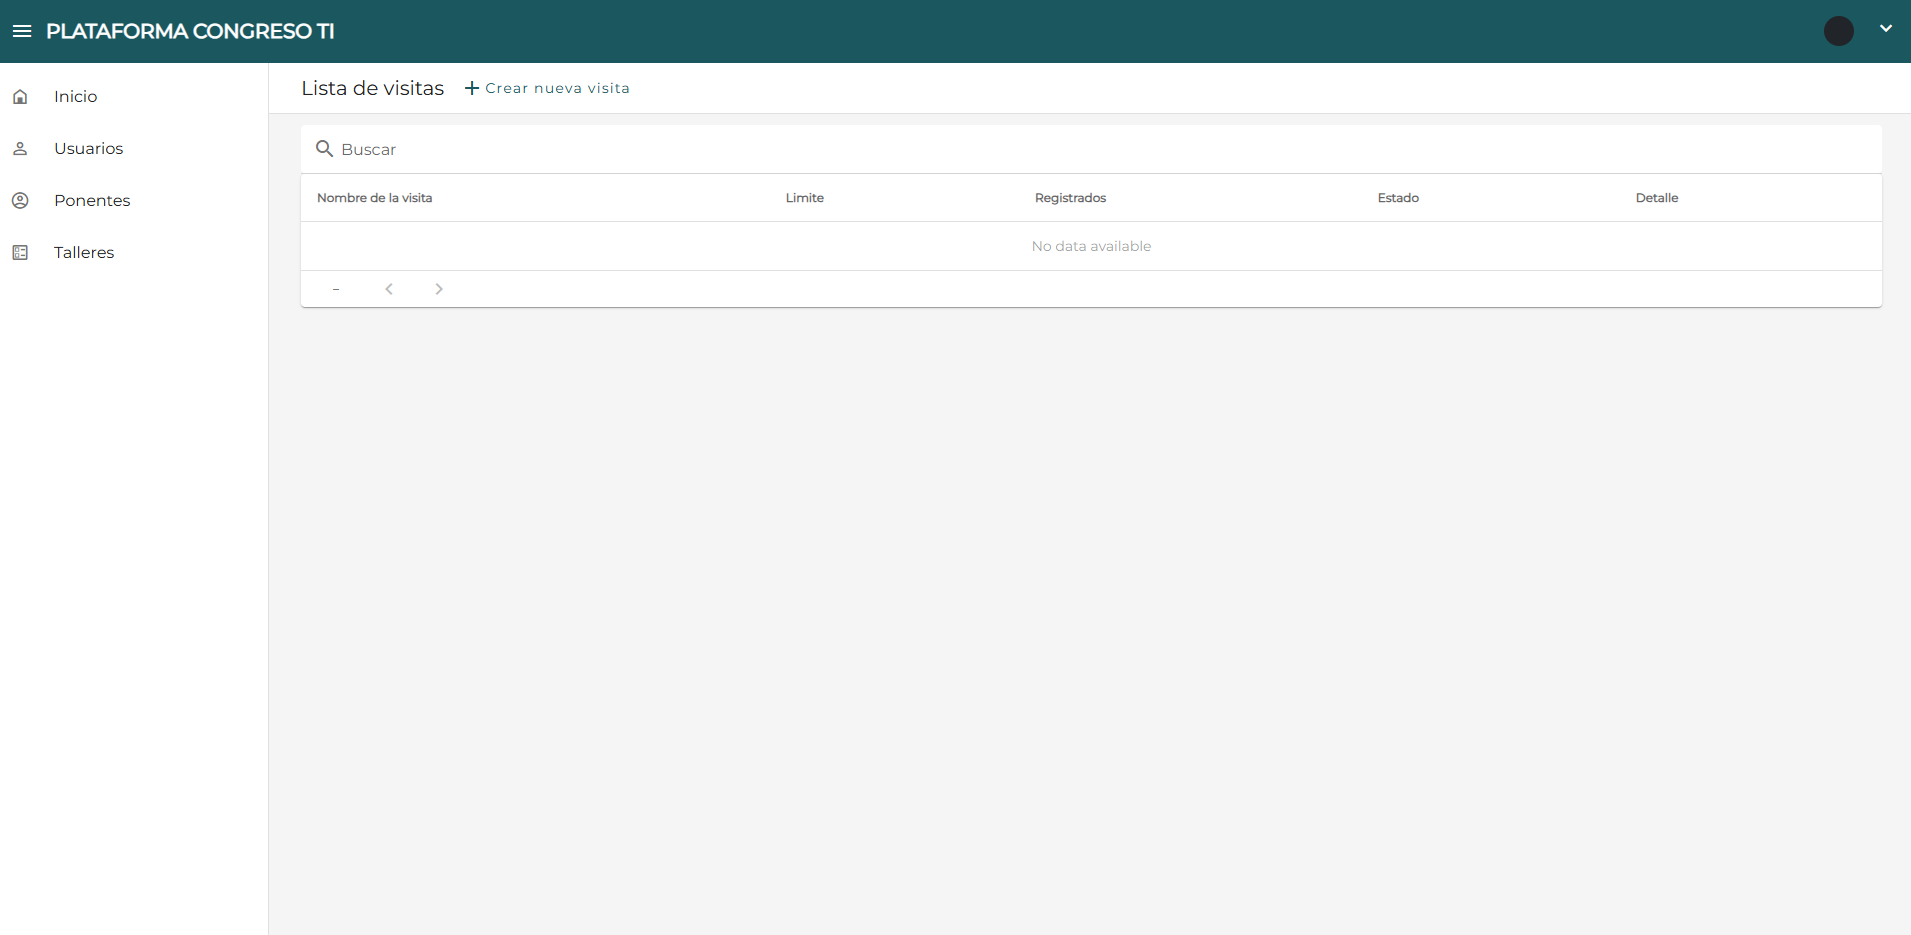 PLATAFORMA CONGRESO TI
Inicio
Usuarios
Ponentes
Talleres
Lista de visitas + Crear nueva visita
Buscar
Nombre de la visita Limite Registrados Estado Detalle
No data available
–